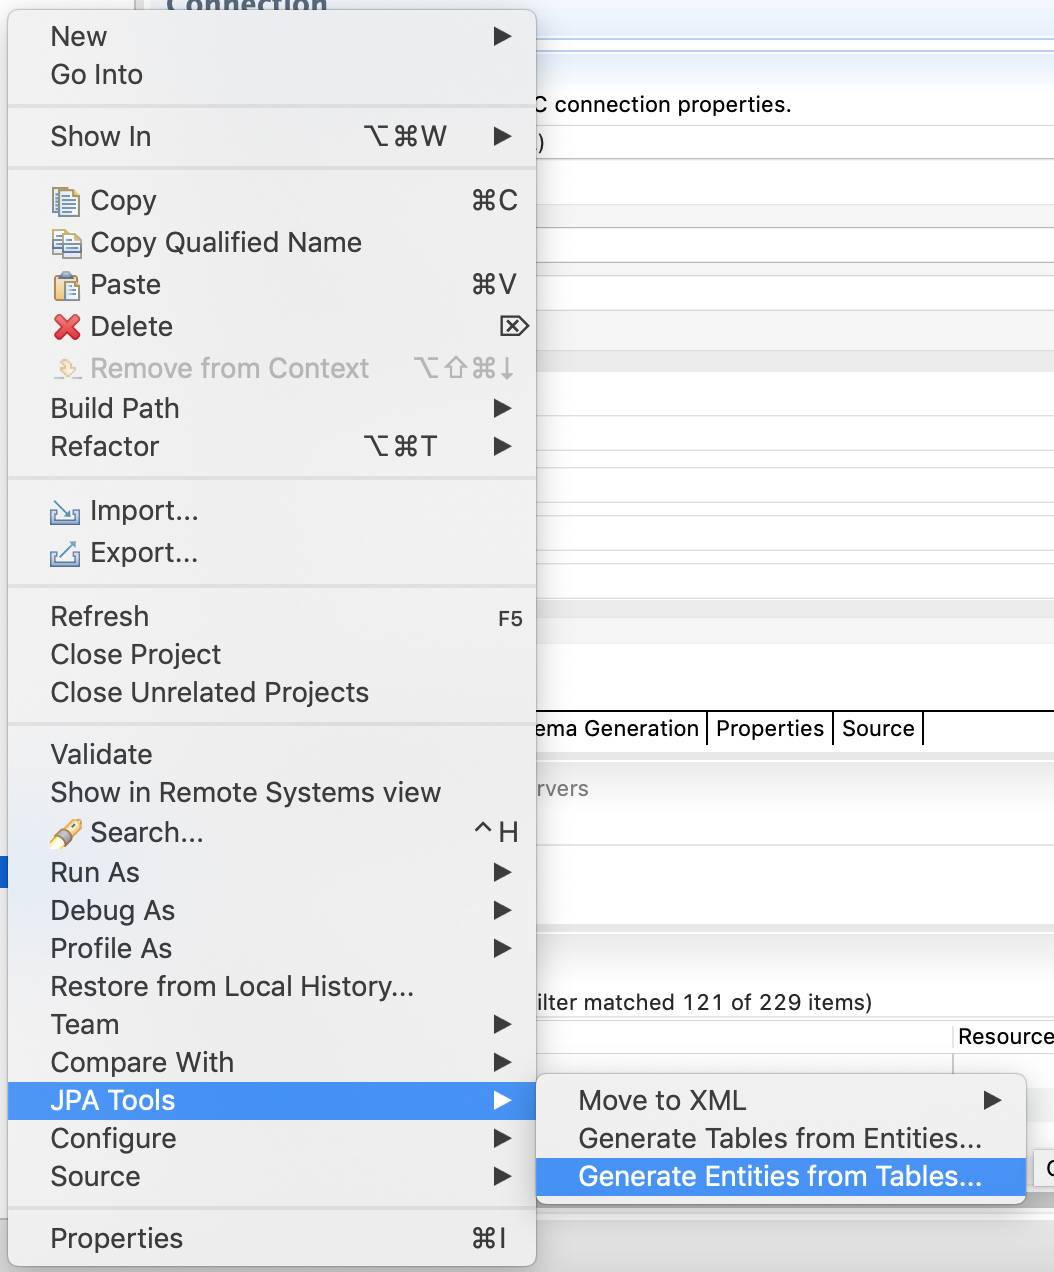 Connection
New
Go Into
Show In ⌥⌘W
Copy ⌘C
Copy Qualified Name
Paste ⌘V
Delete ⌦
Remove from Context ⌥⇧⌘↓
Build Path
Refactor ⌥⌘T
Import...
Export...
Refresh F5
Close Project
Close Unrelated Projects
Validate
Show in Remote Systems view
Search... ^H
Run As
Debug As
Profile As
Restore from Local History...
Team
Compare With
JPA Tools
Configure
Source
Properties ⌘I
C connection properties.
)
ema Generation Properties Source
rvers
ilter matched 121 of 229 items)
Resource
Move to XML
Generate Tables from Entities...
Generate Entities from Tables...